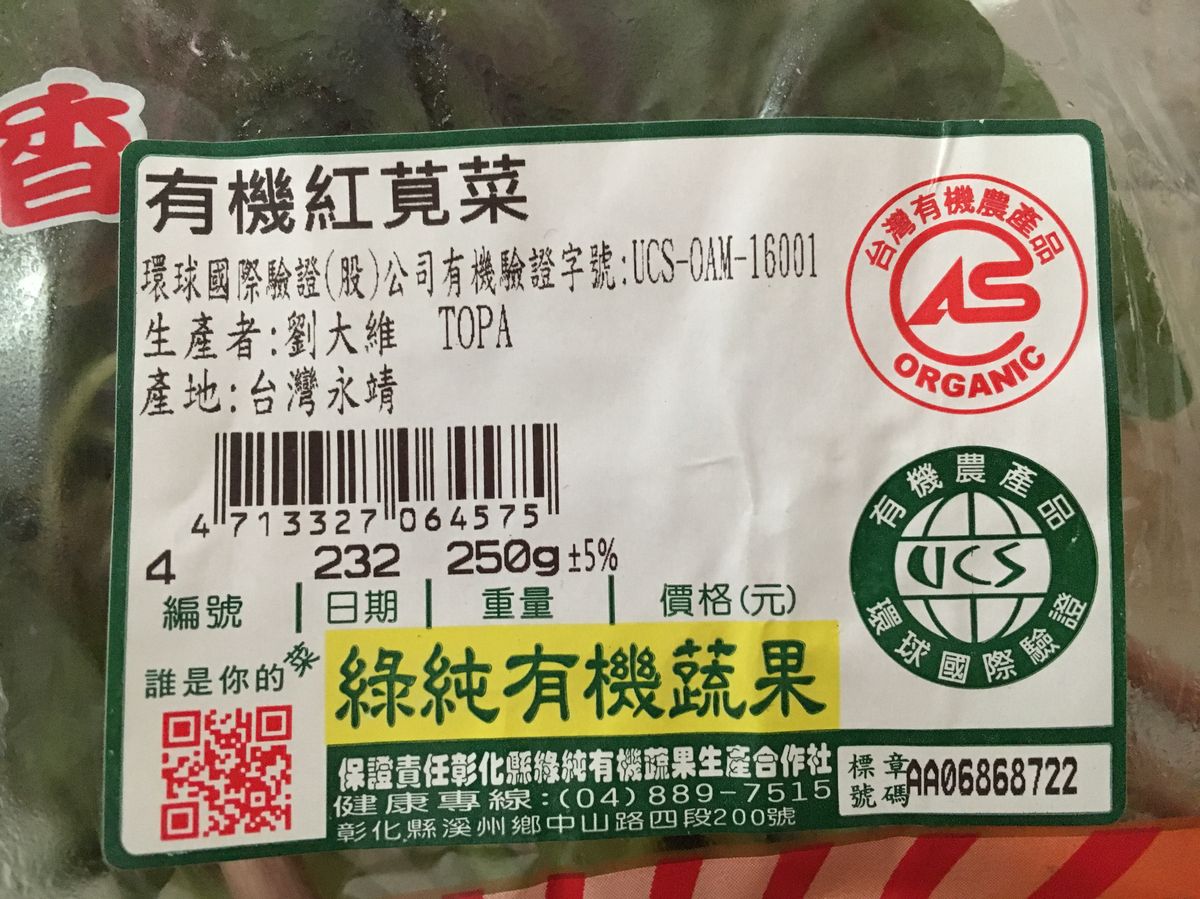 香
有機紅莧菜
環球國際驗證(股)公司有機驗證字號:UCS-OAM-16001
生產者:劉大維 TOPA
產地:台灣永靖
台灣有機農產品
AS
ORGANIC
4 713327 064575
4 232 250g ±5%
編號 日期 重量 價格(元)
有機農產品
UCS
環球國際驗證
誰是你的菜
綠純有機蔬果
保證責任彰化縣綠純有機蔬果生產合作社
健康專線:(04)889-7515
彰化縣溪州鄉中山路四段200號
標章號碼 AA06868722